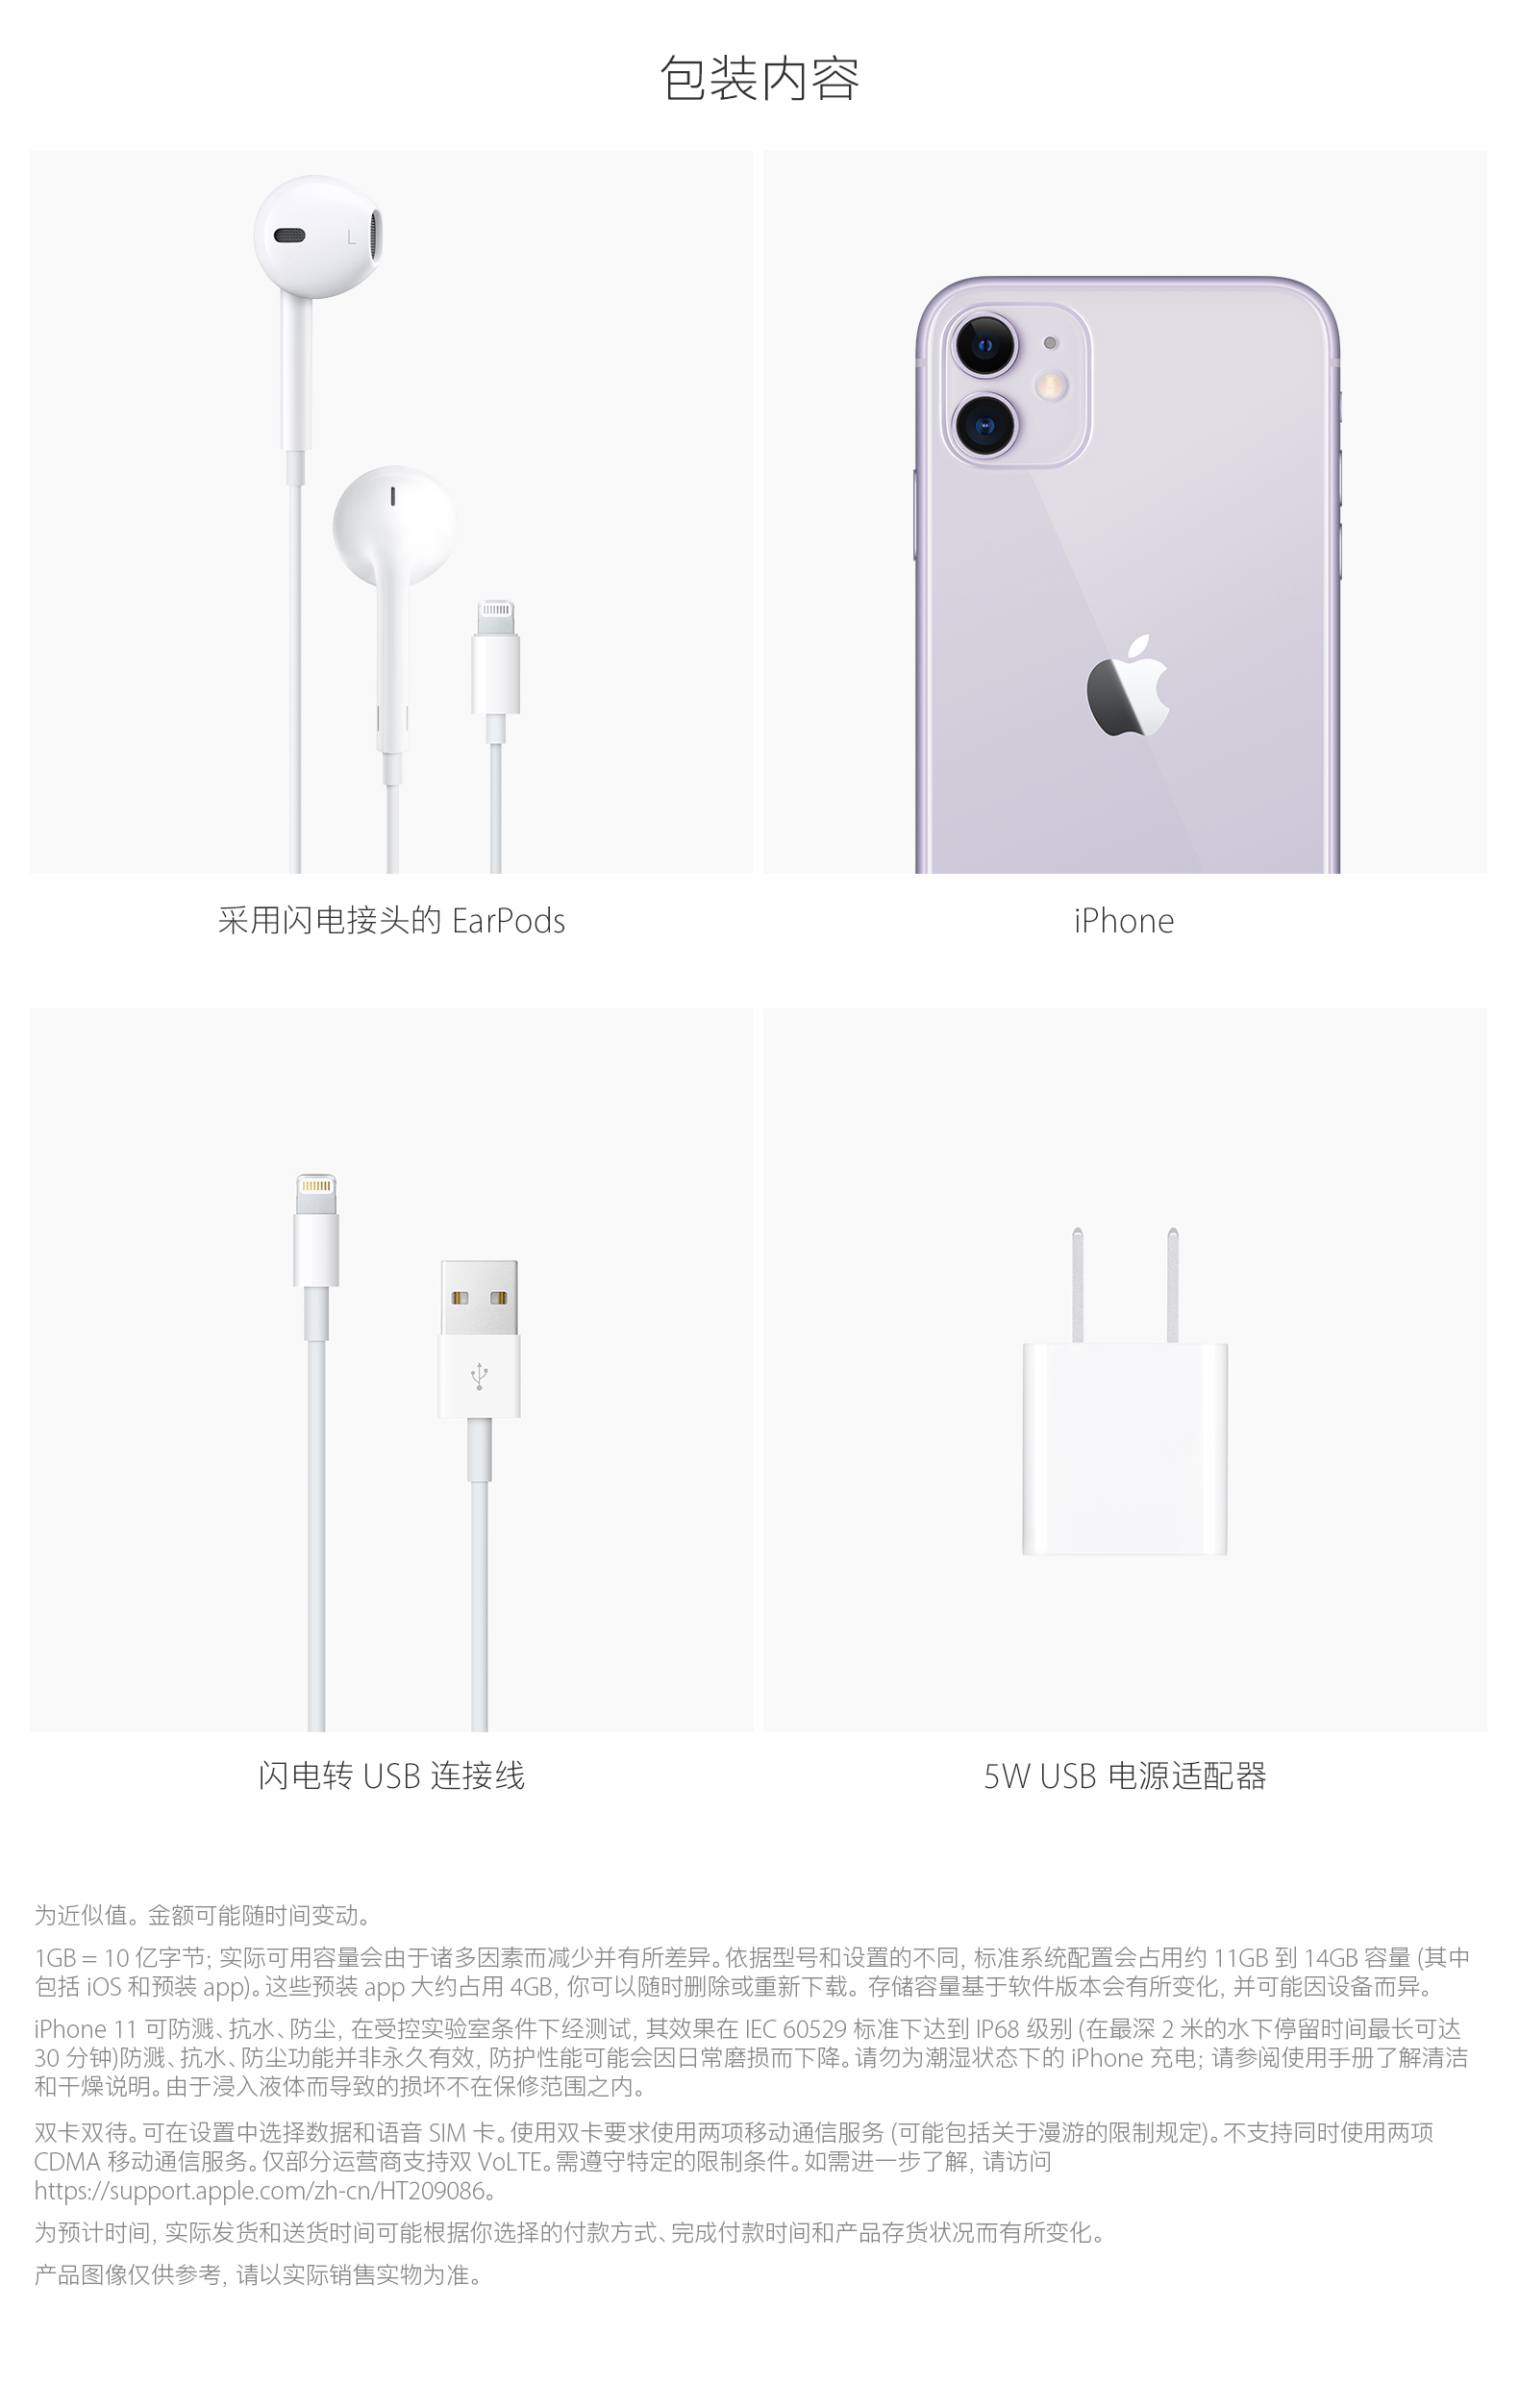 包装内容
L
采用闪电接头的 EarPods
iPhone
闪电转 USB 连接线
5W USB 电源适配器
为近似值。金额可能随时间变动。
1GB = 10 亿字节; 实际可用容量会由于诸多因素而减少并有所差异。依据型号和设置的不同, 标准系统配置会占用约 11GB 到 14GB 容量 (其中
包括 iOS 和预装 app)。这些预装 app 大约占用 4GB, 你可以随时删除或重新下载。存储容量基于软件版本会有所变化, 并可能因设备而异。
iPhone 11 可防溅、抗水、防尘, 在受控实验室条件下经测试, 其效果在 IEC 60529 标准下达到 IP68 级别 (在最深 2 米的水下停留时间最长可达
30 分钟)防溅、抗水、防尘功能并非永久有效, 防护性能可能会因日常磨损而下降。请勿为潮湿状态下的 iPhone 充电; 请参阅使用手册了解清洁
和干燥说明。由于浸入液体而导致的损坏不在保修范围之内。
双卡双待。可在设置中选择数据和语音 SIM 卡。使用双卡要求使用两项移动通信服务 (可能包括关于漫游的限制规定)。不支持同时使用两项
CDMA 移动通信服务。仅部分运营商支持双 VoLTE。需遵守特定的限制条件。如需进一步了解, 请访问
https://support.apple.com/zh-cn/HT209086。
为预计时间, 实际发货和送货时间可能根据你选择的付款方式、完成付款时间和产品存货状况而有所变化。
产品图像仅供参考, 请以实际销售实物为准。